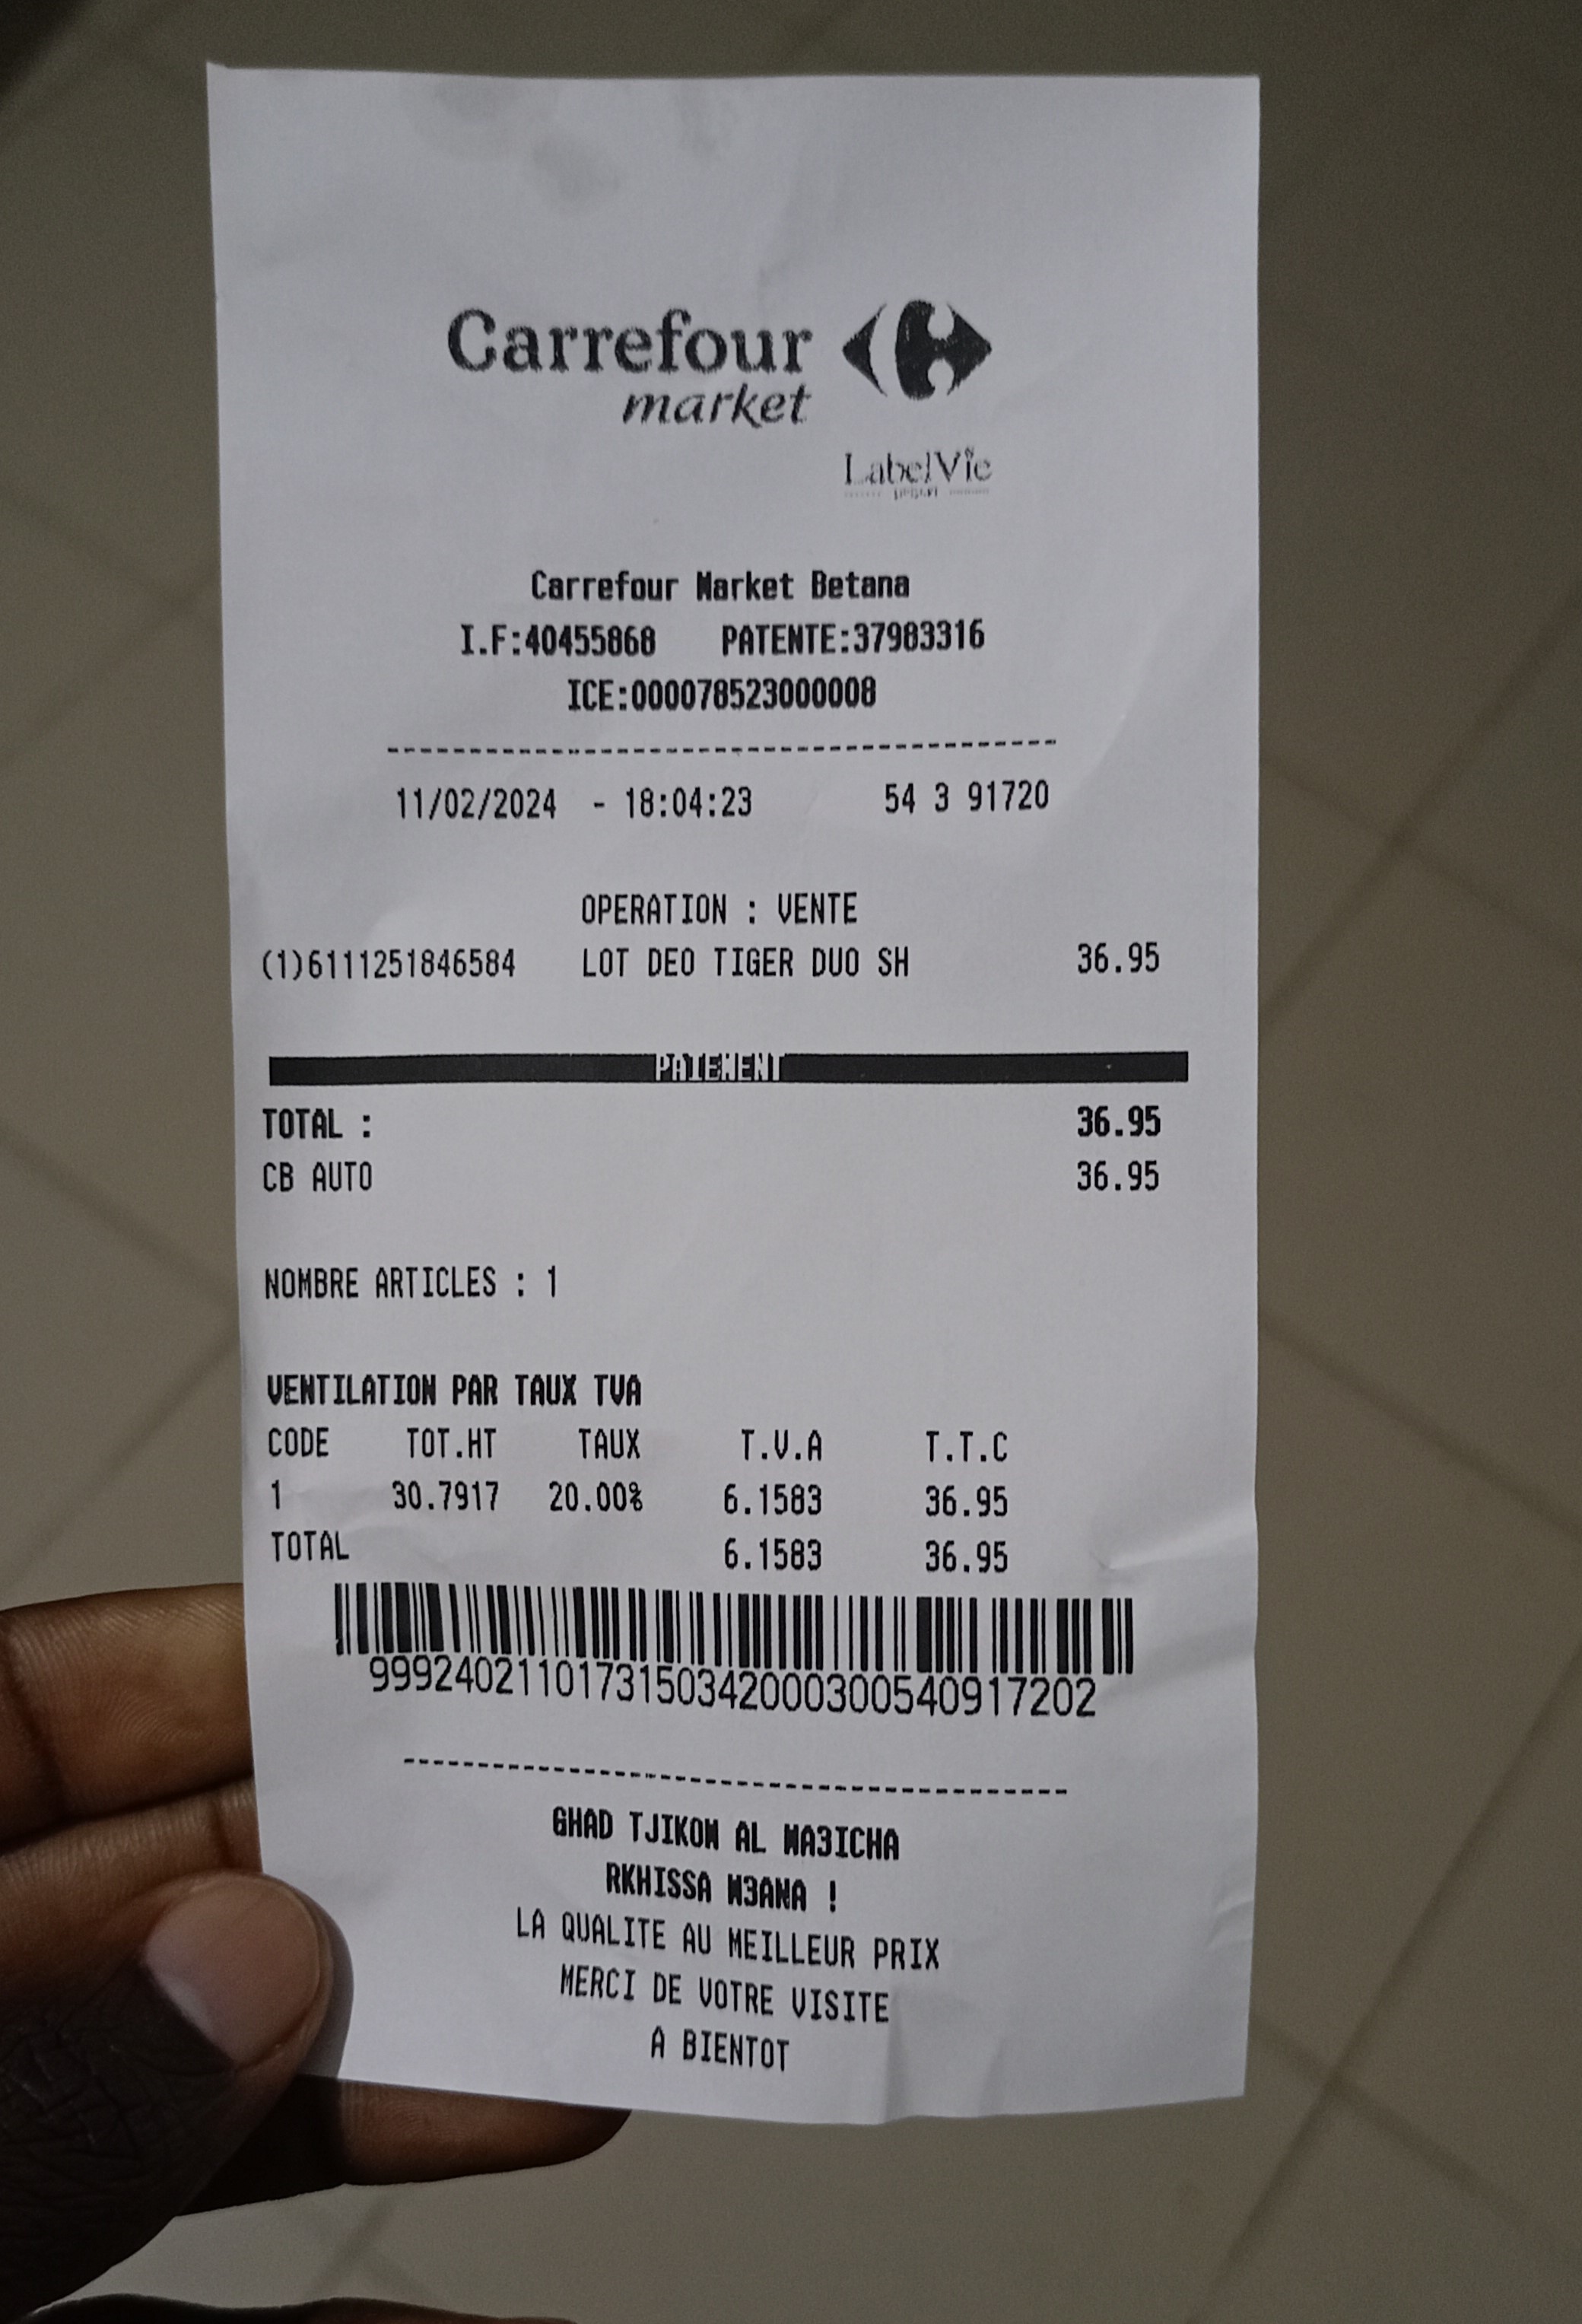 Carrefour
market
LabelVie
Carrefour Market Betana
I.F:40455868 PATENTE:37983316
ICE:000078523000008
----------------------------------------
11/02/2024 - 18:04:23 54 3 91720
OPERATION : VENTE
(1)6111251846584 LOT DEO TIGER DUO SH 36.95
PAIEMENT
TOTAL : 36.95
CB AUTO 36.95
NOMBRE ARTICLES : 1
VENTILATION PAR TAUX TVA
CODE TOT.HT TAUX T.V.A T.T.C
1 30.7917 20.00% 6.1583 36.95
TOTAL 6.1583 36.95
9992402110173150342000300540917202
----------------------------------------
GHAD TJIKOM AL MA3ICHA
RKHISSA M3ANA !
LA QUALITE AU MEILLEUR PRIX
MERCI DE VOTRE VISITE
A BIENTOT